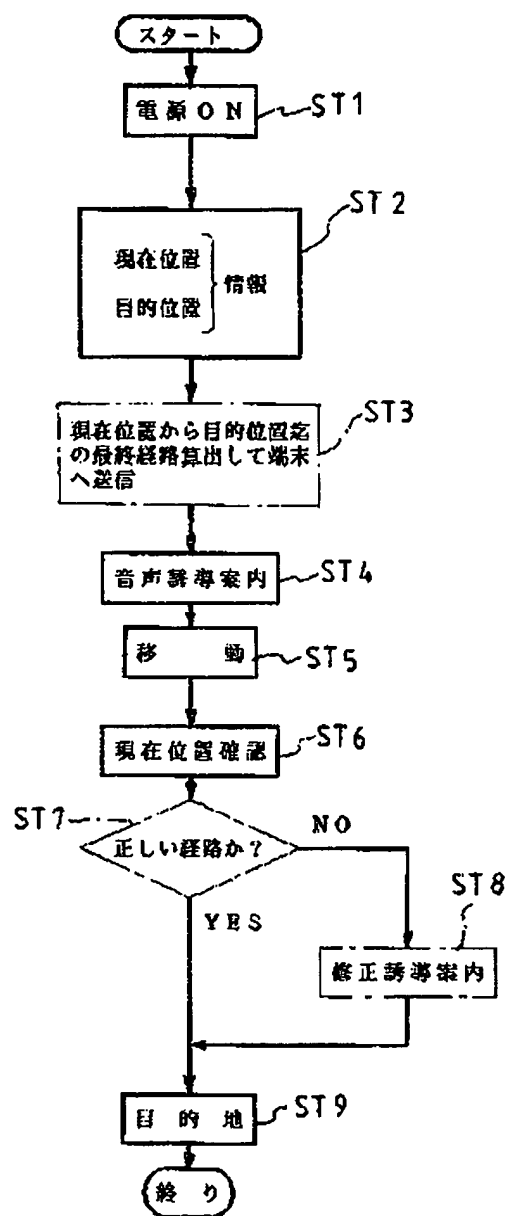 スタート
電源ON
ST1
ST2
現在位置
目的位置
情報
ST3
現在位置から目的位置迄
の最終経路算出して端末
へ送信
音声誘導案内
ST4
移動
ST5
現在位置確認
ST6
ST7
正しい経路か？
NO
YES
ST8
修正誘導案内
目的地
ST9
終り